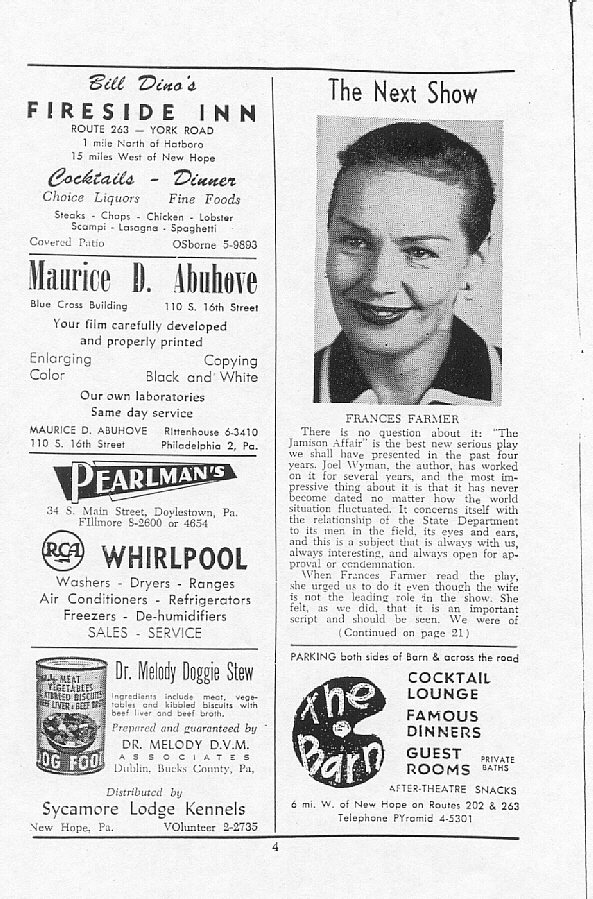 Bill Dino's
FIRESIDE INN
ROUTE 263 — YORK ROAD
1 mile North of Hatboro
15 miles West of New Hope
Cocktails - Dinner
Choice Liquors Fine Foods
Steaks - Chops - Chicken - Lobster
Scampi - Lasagna - Spaghetti
Covered Patio OSborne 5-9893
Maurice D. Abuhove
Blue Cross Building 110 S. 16th Street
Your film carefully developed
and properly printed
Enlarging Copying
Color Black and White
Our own laboratories
Same day service
MAURICE D. ABUHOVE RIttenhouse 6-3410
110 S. 16th Street Philadelphia 2, Pa.
PEARLMAN'S
34 S. Main Street, Doylestown, Pa.
FIllmore 8-2600 or 4654
RCA WHIRLPOOL
Washers - Dryers - Ranges
Air Conditioners - Refrigerators
Freezers - De-humidifiers
SALES - SERVICE
MEAT
VEGETABLES
BISCUITS
LIVER & BEEF
DOG FOOD
Dr. Melody Doggie Stew
Ingredients include meat, vege-
tables and kibbled biscuits with
beef liver and beef broth.
Prepared and guaranteed by
DR. MELODY D.V.M.
ASSOCIATES
Dublin, Bucks County, Pa,
Distributed by
Sycamore Lodge Kennels
New Hope, Pa. VOlunteer 2-2735
The Next Show
FRANCES FARMER
There is no question about it: "The
Jamison Affair" is the best new serious play
we shall have presented in the past four
years. Joel Wyman, the author, has worked
on it for several years, and the most im-
pressive thing about it is that it has never
become dated no matter how the world
situation fluctuated. It concerns itself with
the relationship of the State Department
to its men in the field, its eyes and ears,
and this is a subject that is always with us,
always interesting, and always open for ap-
proval or condemnation.
When Frances Farmer read the play,
she urged us to do it even though the wife
is not the leading role in the show. She
felt, as we did, that it is an important
script and should be seen. We were of
(Continued on page 21)
PARKING both sides of Barn & across the road
The
Barn
COCKTAIL
LOUNGE
FAMOUS
DINNERS
GUEST
ROOMS PRIVATE
BATHS
AFTER-THEATRE SNACKS
6 mi. W. of New Hope on Routes 202 & 263
Telephone PYramid 4-5301
4